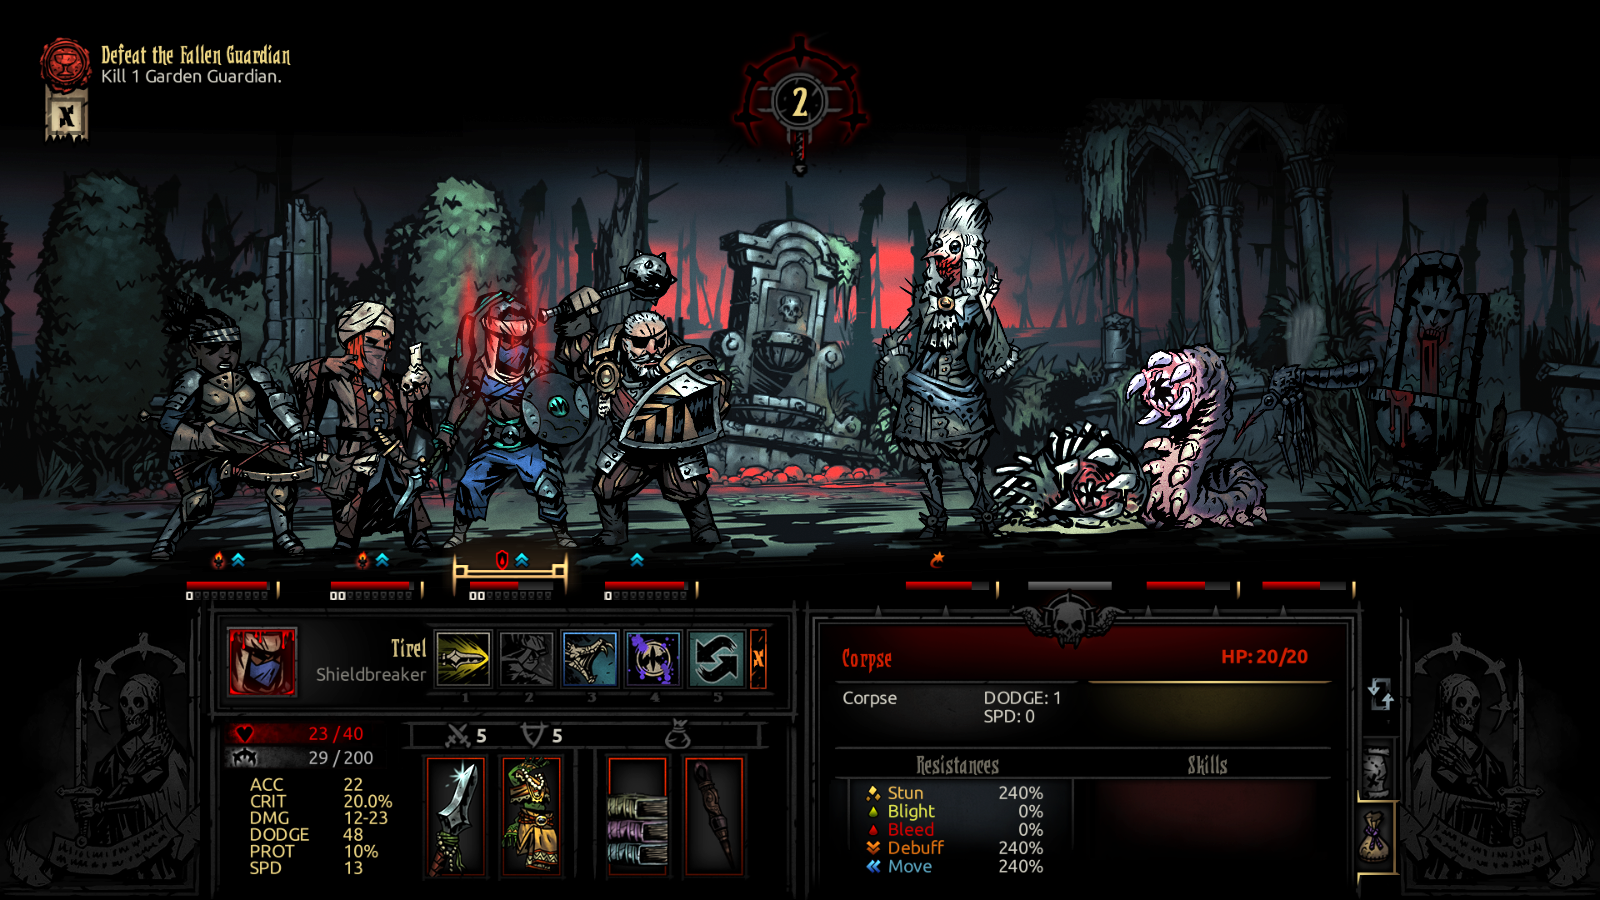 Defeat the Fallen Guardian
Kill 1 Garden Guardian.
2
Tirel
Shieldbreaker
1 2 3 4 5
23 / 40
29 / 200
5 5
ACC 22
CRIT 20.0%
DMG 12-23
DODGE 48
PROT 10%
SPD 13
Corpse
HP: 20/20
Corpse
DODGE: 1
SPD: 0
Resistances
Skills
Stun 240%
Blight 0%
Bleed 0%
Debuff 240%
Move 240%